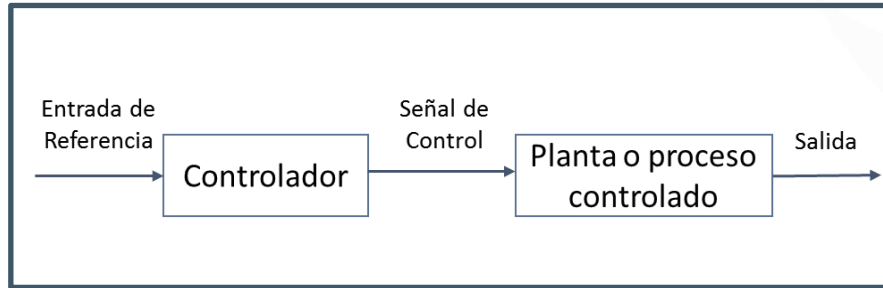 Entrada de
Referencia
Controlador
Señal de
Control
Planta o proceso
controlado
Salida